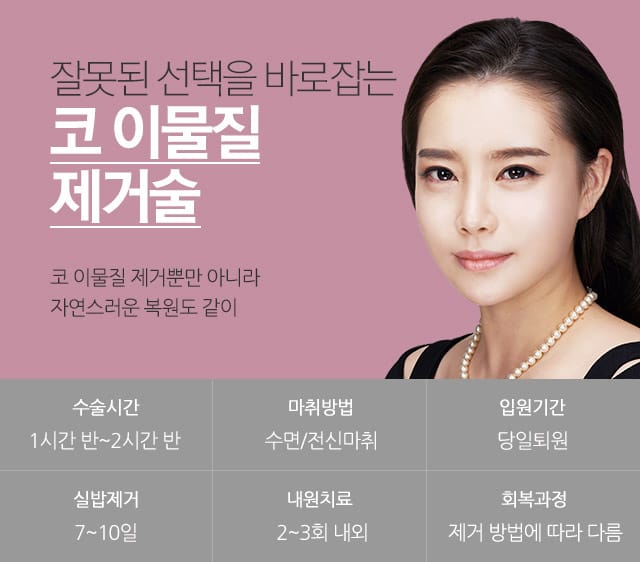 잘못된 선택을 바로잡는
코 이물질
제거술
코 이물질 제거뿐만 아니라
자연스러운 복원도 같이
수술시간
1시간 반~2시간 반
마취방법
수면/전신마취
입원기간
당일퇴원
실밥제거
7~10일
내원치료
2~3회 내외
회복과정
제거 방법에 따라 다름